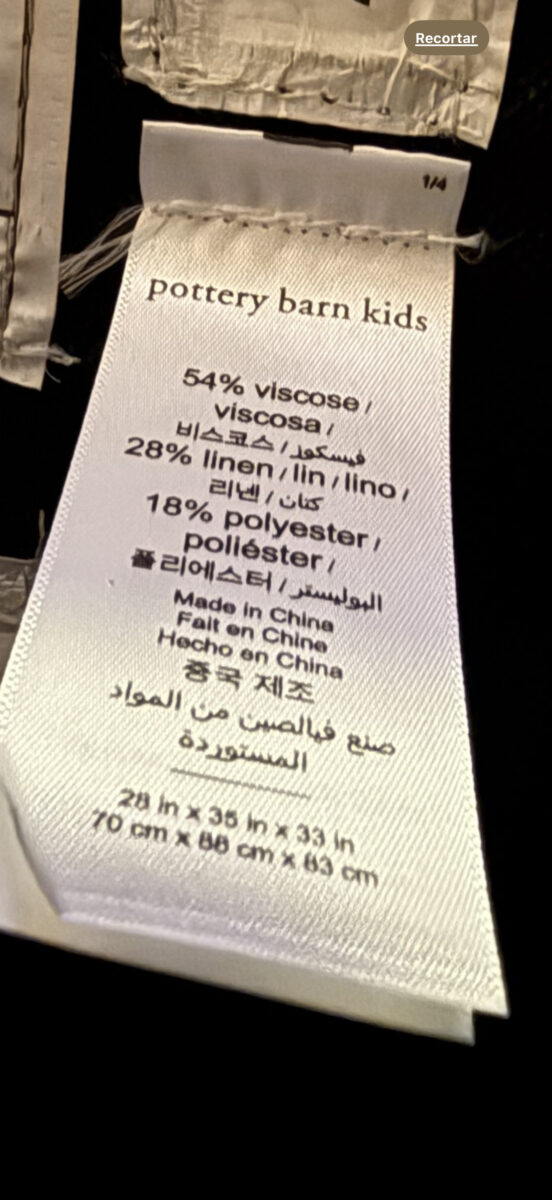 Recortar
1/4
pottery barn kids
54% viscose /
viscosa /
비스코스 / فيسكوز
28% linen / lin / lino /
리넨 / كتان
18% polyester /
poliéster /
폴리에스터 / البوليستر
Made in China
Fait en Chine
Hecho en China
중국 제조
صنع فيالصين من المواد
المستوردة
28 in x 35 in x 33 in
70 cm x 88 cm x 83 cm